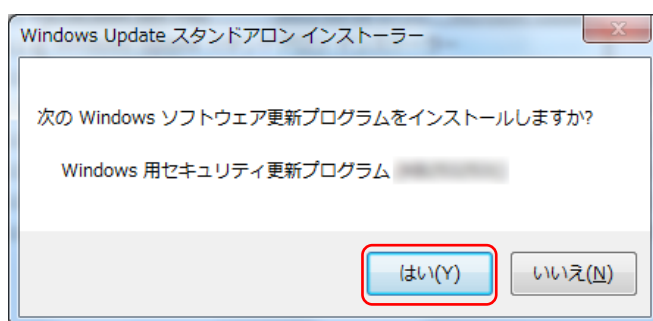 Windows Update スタンドアロン インストーラー
次の Windows ソフトウェア更新プログラムをインストールしますか?
Windows 用セキュリティ更新プログラム
はい(Y)
いいえ(N)